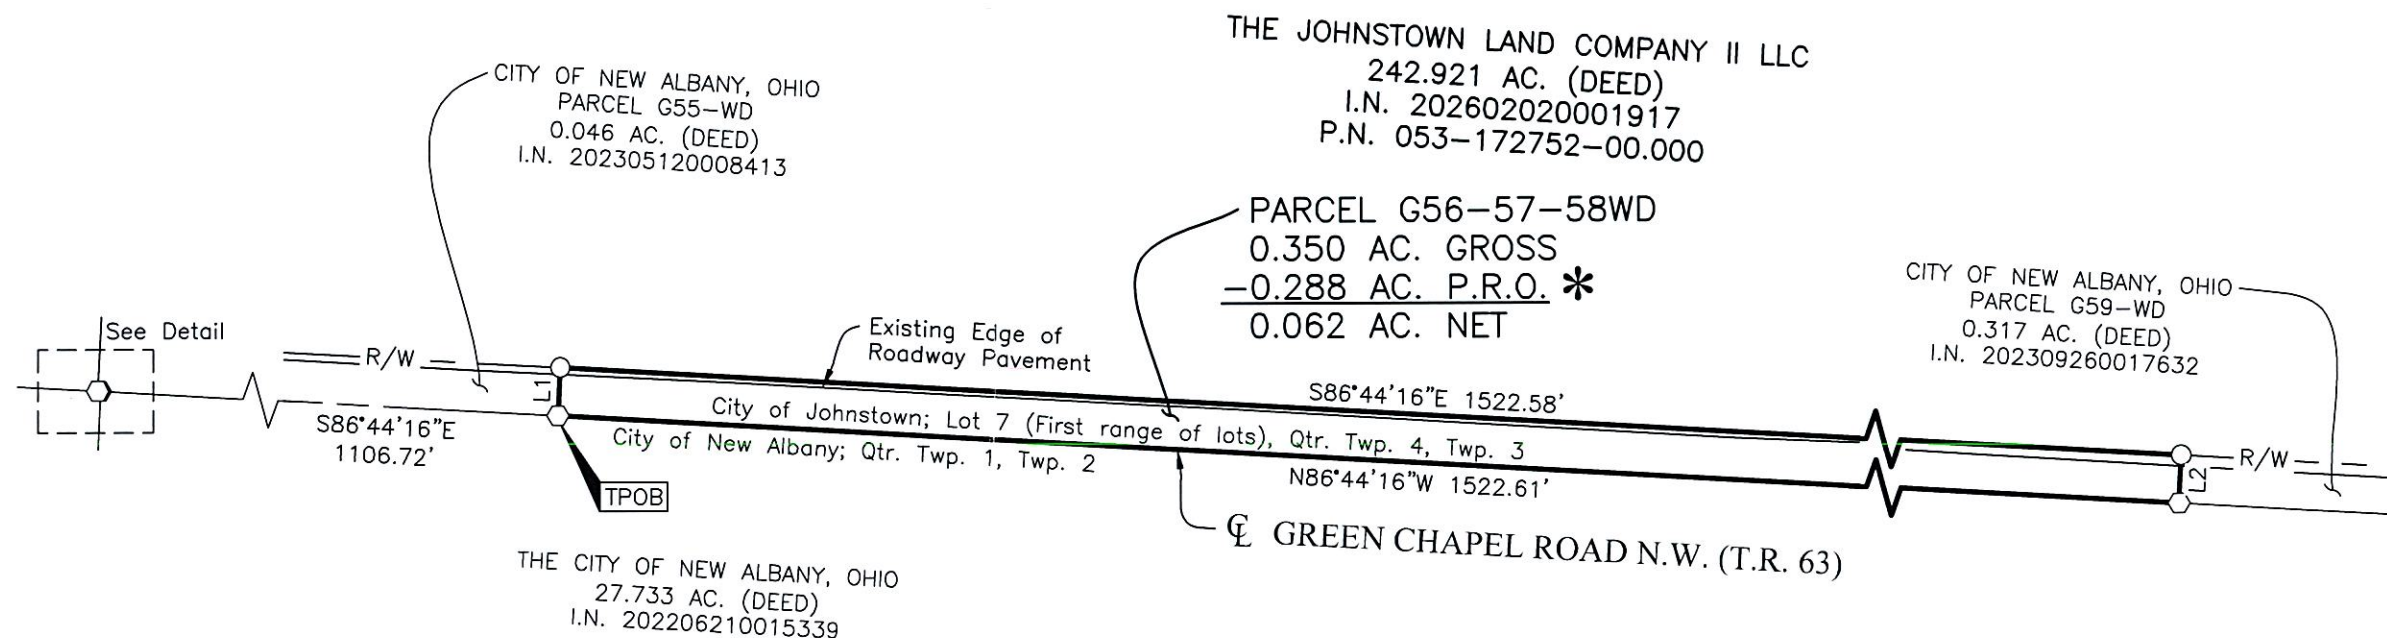 THE JOHNSTOWN LAND COMPANY II LLC
242.921 AC. (DEED)
I.N. 202602020001917
P.N. 053-172752-00.000
CITY OF NEW ALBANY, OHIO
PARCEL G55-WD
0.046 AC. (DEED)
I.N. 202305120008413
PARCEL G56-57-58WD
0.350 AC. GROSS
-0.288 AC. P.R.O. *
0.062 AC. NET
CITY OF NEW ALBANY, OHIO
PARCEL G59-WD
0.317 AC. (DEED)
I.N. 202309260017632
See Detail
R/W
Existing Edge of
Roadway Pavement
L1
S86°44'16"E 1522.58'
S86°44'16"E
1106.72'
City of Johnstown; Lot 7 (First range of lots), Qtr. Twp. 4, Twp. 3
City of New Albany; Qtr. Twp. 1, Twp. 2
N86°44'16"W 1522.61'
R/W
L2
TPOB
℄ GREEN CHAPEL ROAD N.W. (T.R. 63)
THE CITY OF NEW ALBANY, OHIO
27.733 AC. (DEED)
I.N. 202206210015339